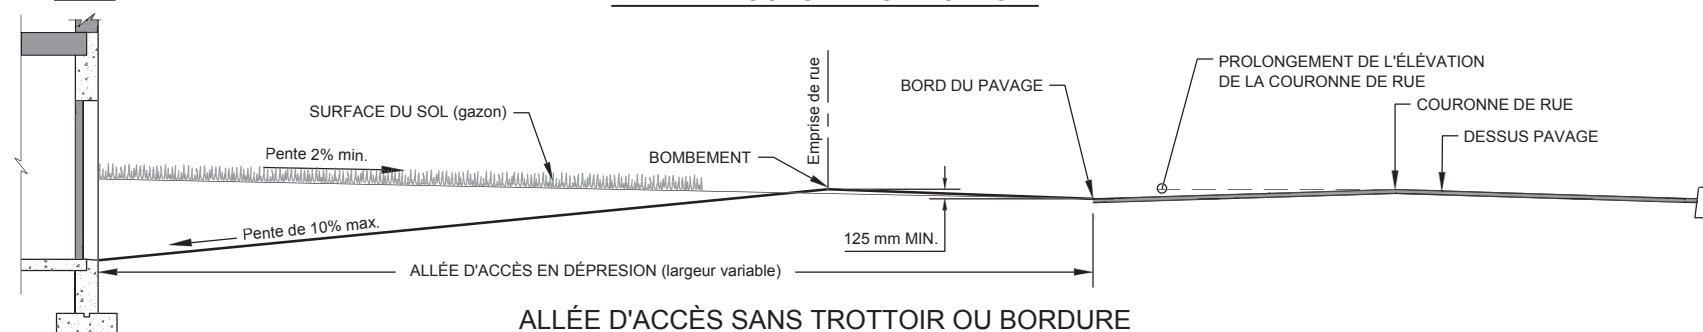 PROLONGEMENT DE L'ÉLÉVATION
DE LA COURONNE DE RUE
Emprise de rue
BORD DU PAVAGE
COURONNE DE RUE
SURFACE DU SOL (gazon)
DESSUS PAVAGE
Pente 2% min.
BOMBEMENT
Pente de 10% max.
125 mm MIN.
ALLÉE D'ACCÈS EN DÉPRESION (largeur variable)
ALLÉE D'ACCÈS SANS TROTTOIR OU BORDURE